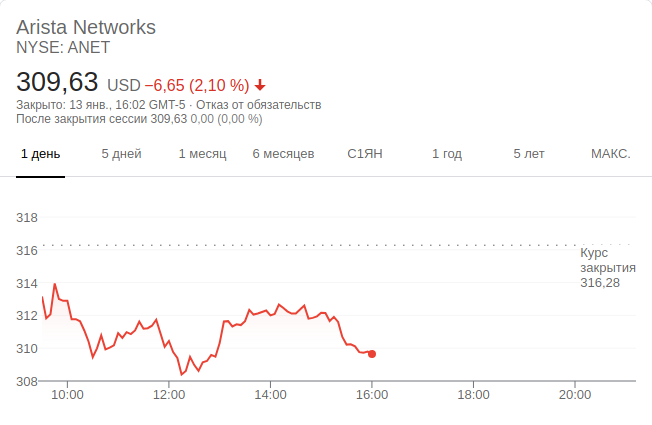 Arista Networks
NYSE: ANET
309,63 USD −6,65 (2,10 %)
Закрыто: 13 янв., 16:02 GMT-5 · Отказ от обязательств
После закрытия сессии 309,63 0,00 (0,00 %)
1 день 5 дней 1 месяц 6 месяцев С1ЯН 1 год 5 лет МАКС.
318
316
Курс
закрытия
316,28
314
312
310
308
10:00 12:00 14:00 16:00 18:00 20:00